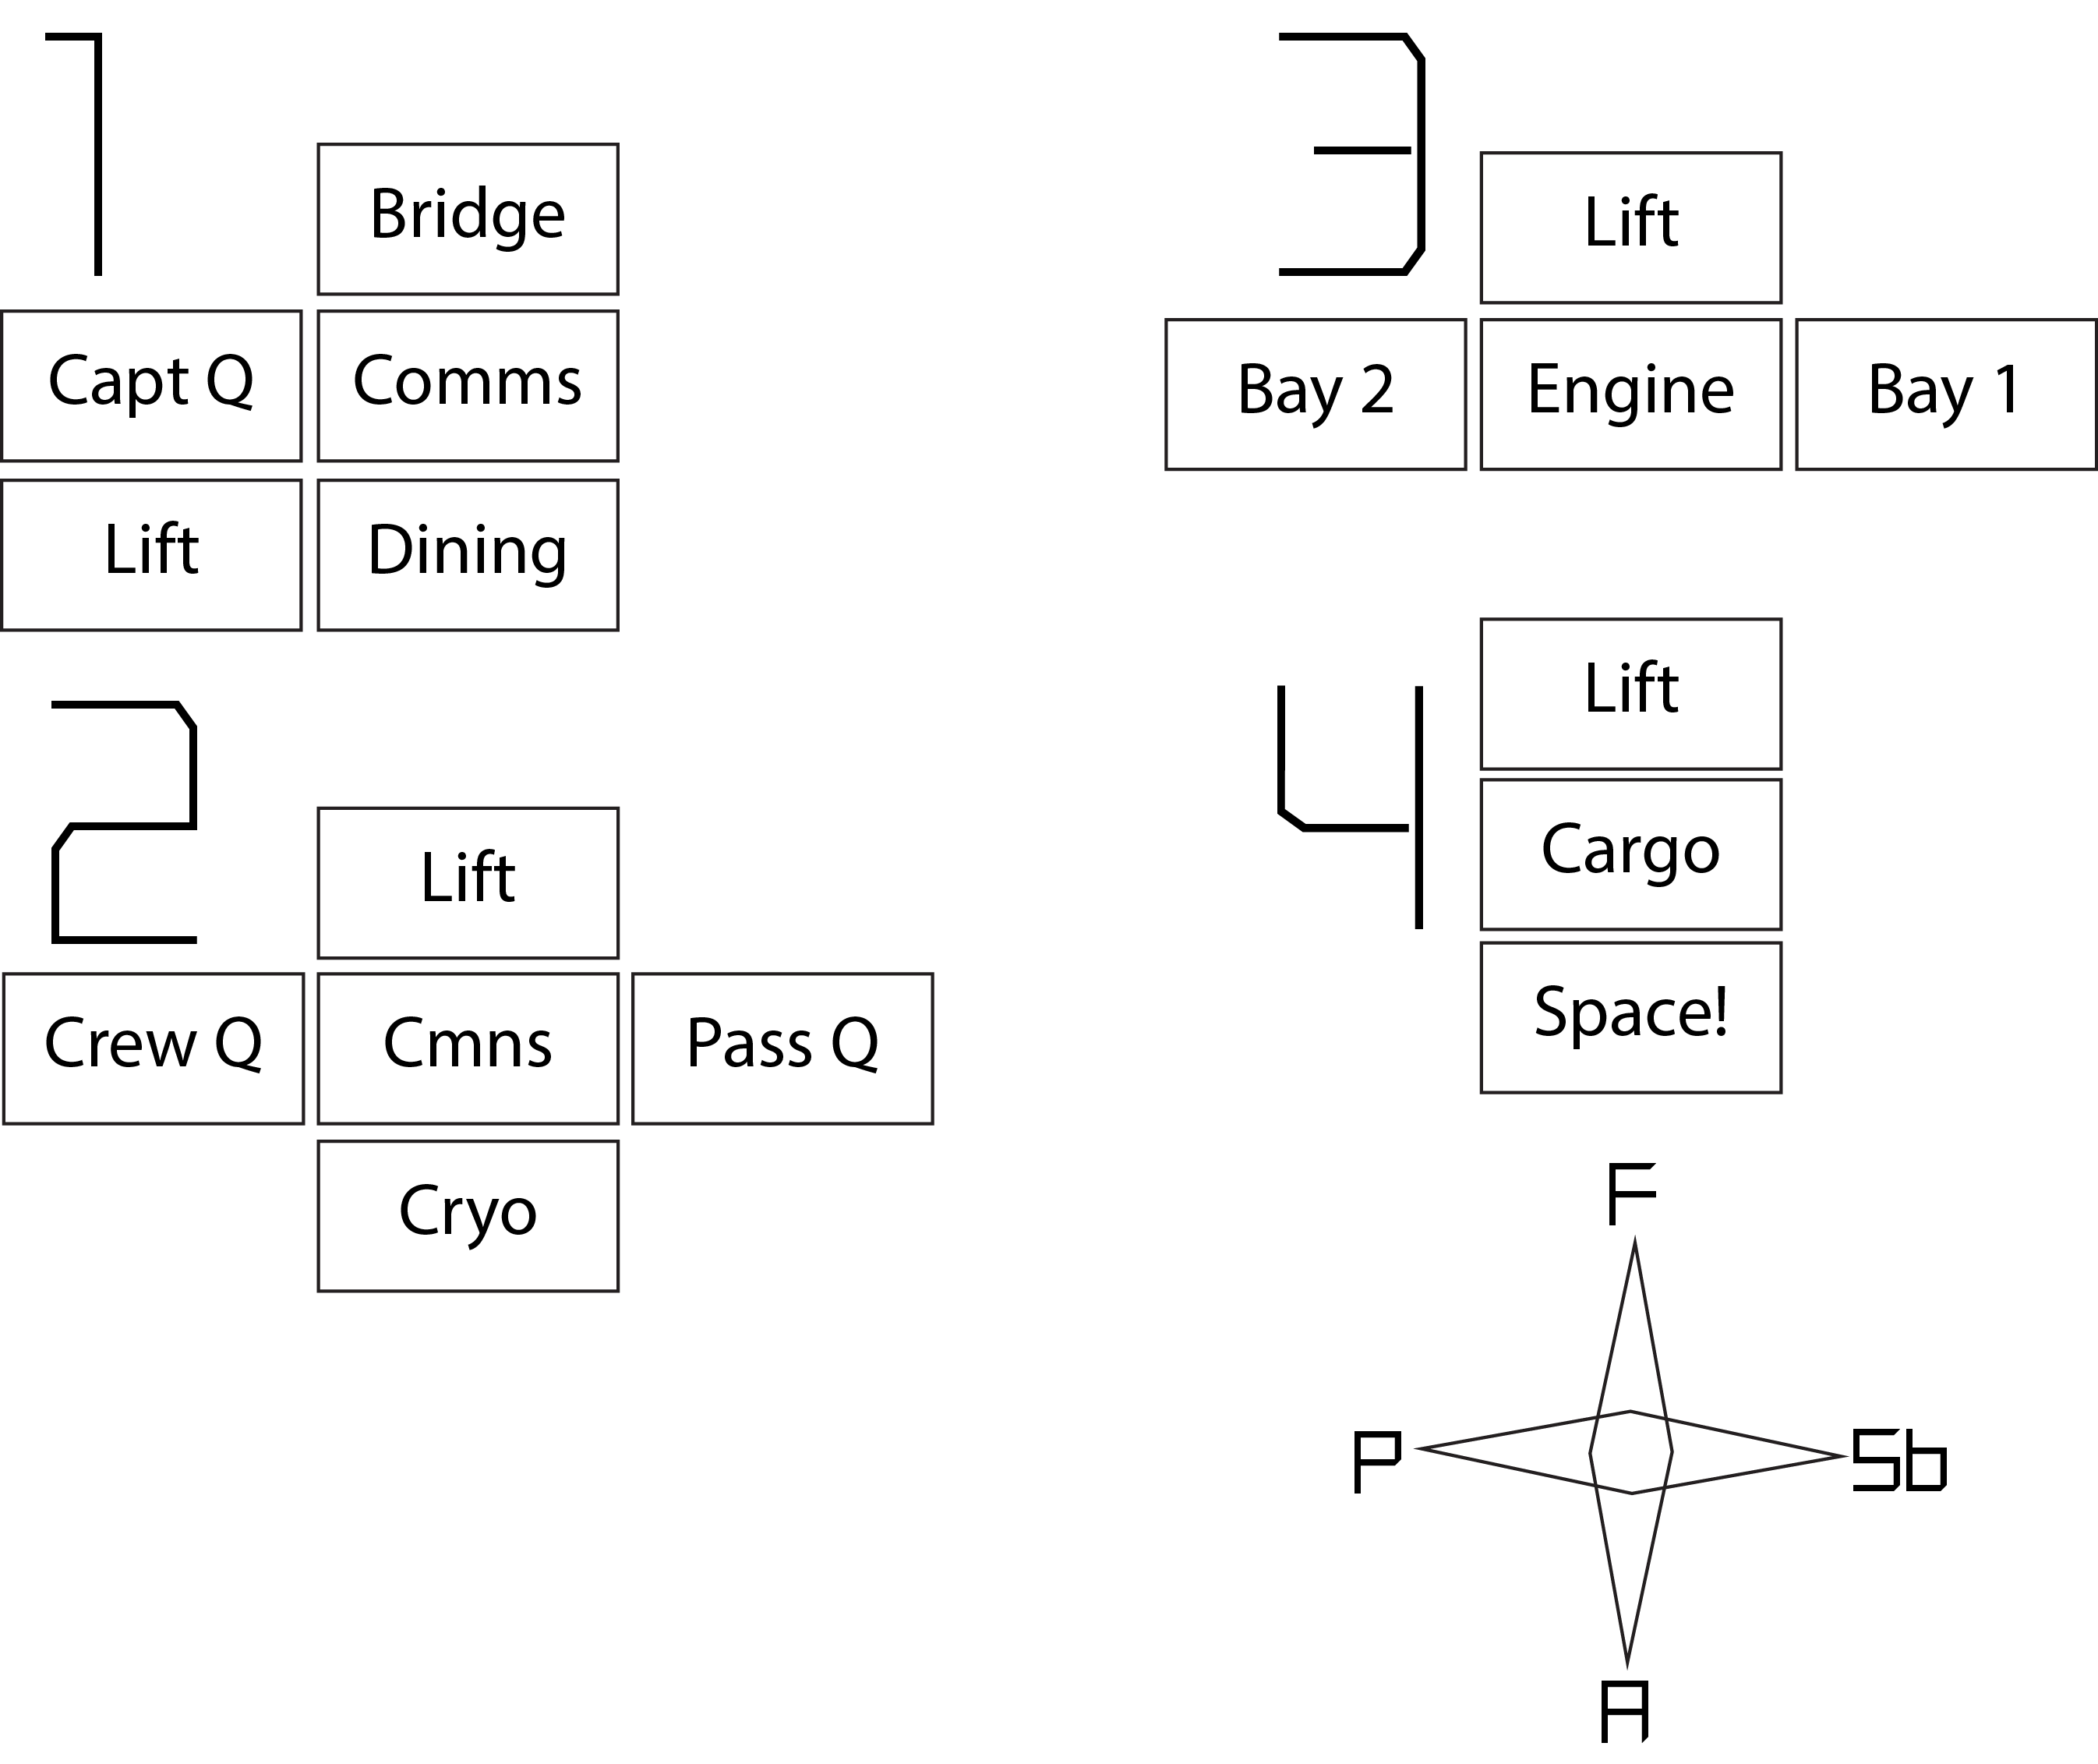 1
Bridge
Capt Q
Comms
Lift
Dining
2
Lift
Crew Q
Cmns
Pass Q
Cryo
3
Lift
Bay 2
Engine
Bay 1
4
Lift
Cargo
Space!
F
P
Sb
A